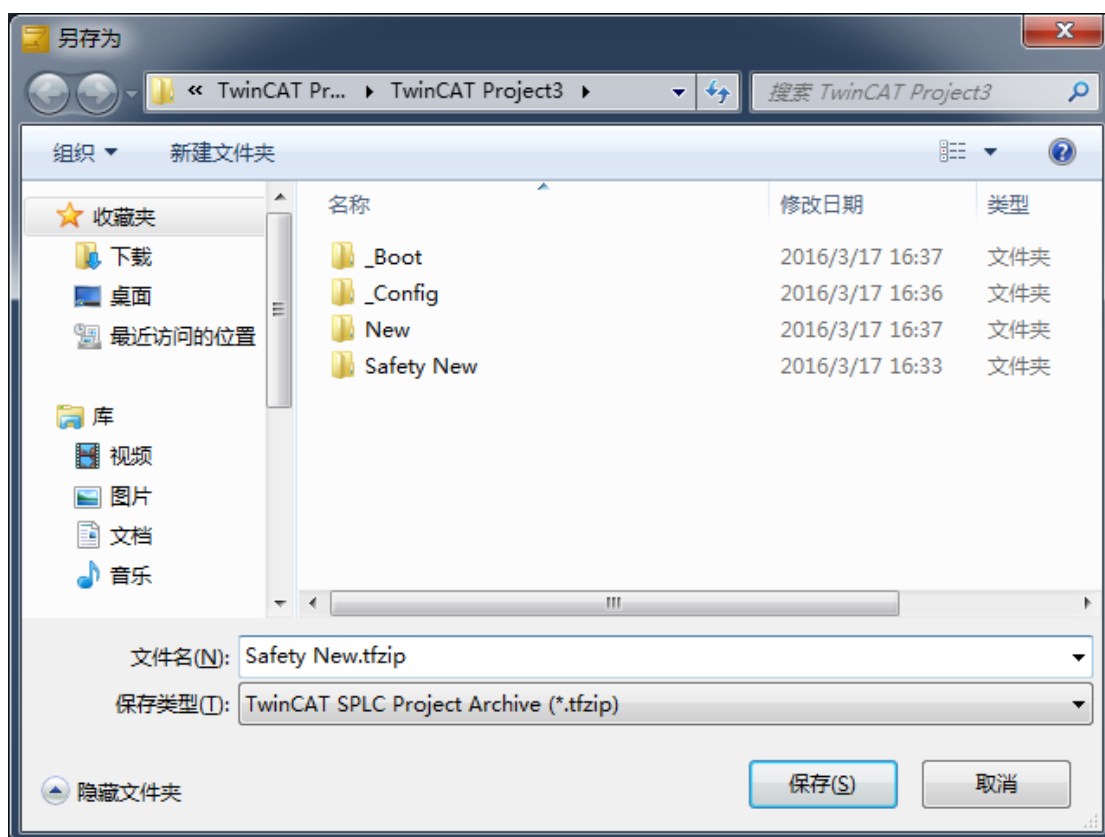 另存为
« TwinCAT Pr... TwinCAT Project3
搜索 TwinCAT Project3
组织
新建文件夹
名称 修改日期 类型
收藏夹
下载
桌面
最近访问的位置
库
视频
图片
文档
音乐
_Boot 2016/3/17 16:37 文件夹
_Config 2016/3/17 16:36 文件夹
New 2016/3/17 16:37 文件夹
Safety New 2016/3/17 16:33 文件夹
文件名(N): Safety New.tfzip
保存类型(T): TwinCAT SPLC Project Archive (*.tfzip)
隐藏文件夹 保存(S) 取消